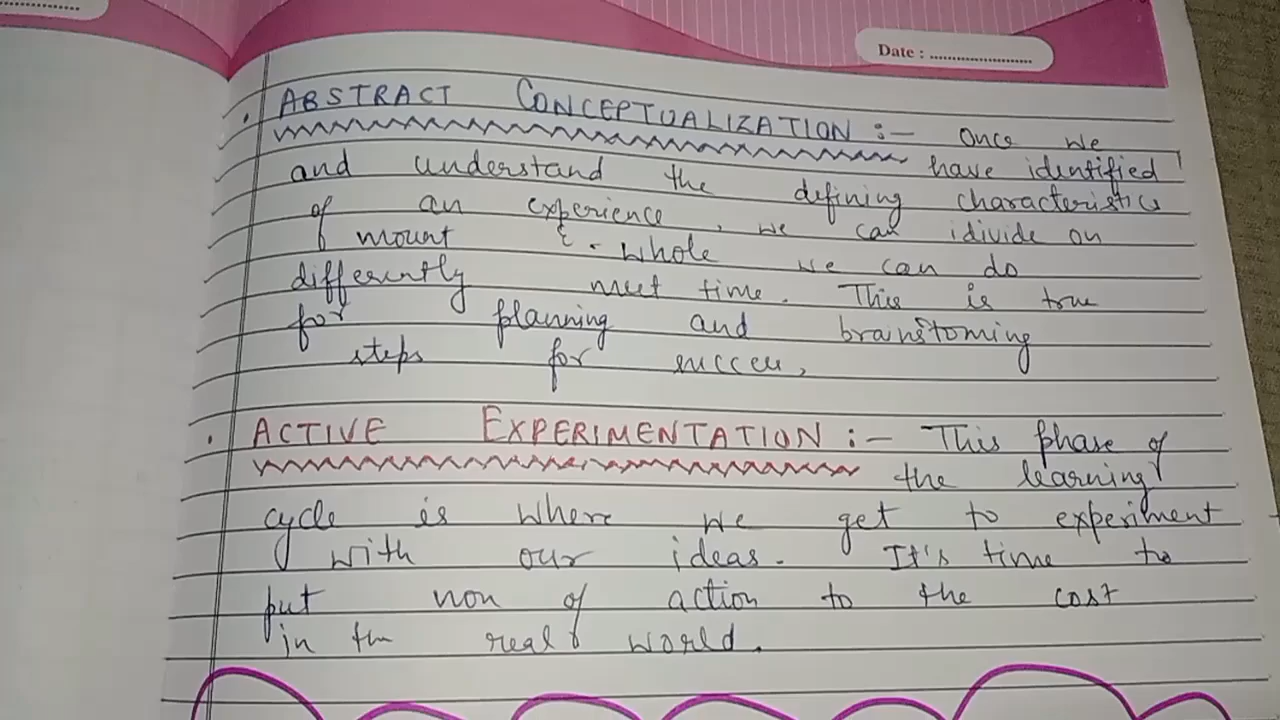 Date : ........................
• ABSTRACT CONCEPTUALIZATION :- Once we
have identified
and understand the defining characteristics
of an experience, we can idivide on
mount & - whole we can do
differently meet time. This is true
for planning and brainstoming
steps for succes,
• ACTIVE EXPERIMENTATION :- This phase of
the learning
cycle is where we get to experiment
with our ideas. It's time to
put non of action to the cost
in the real world.